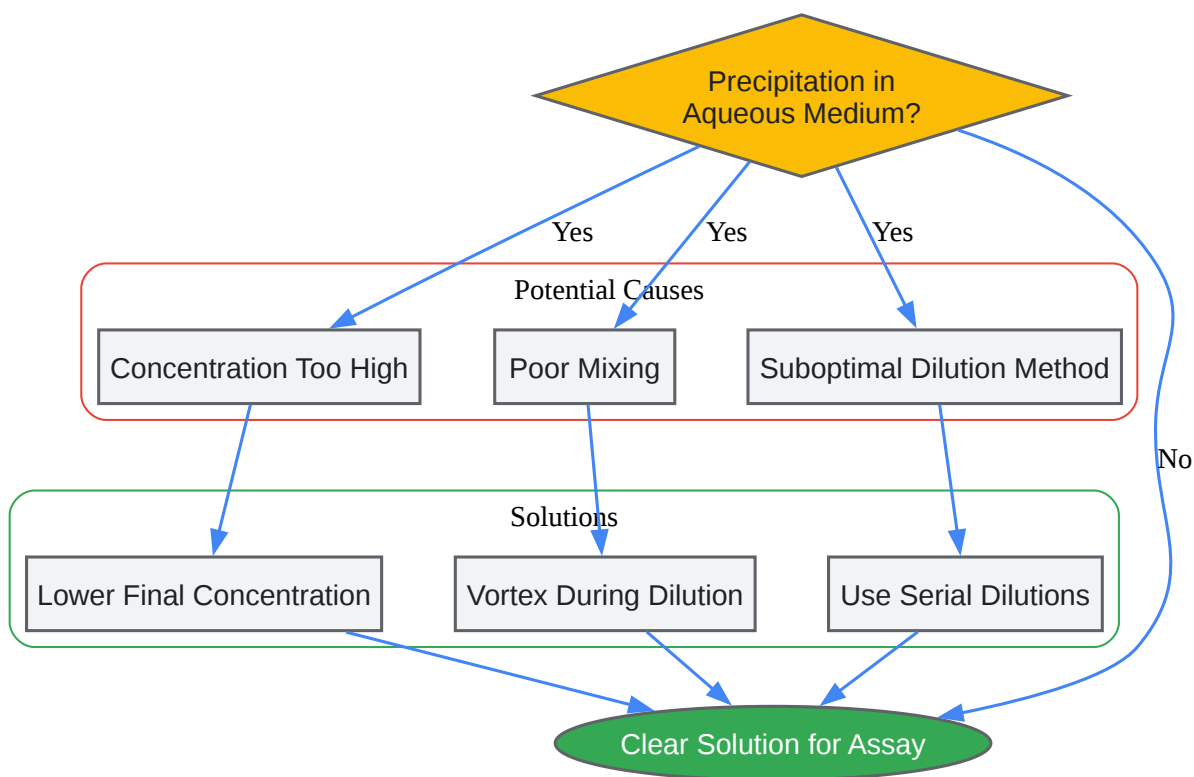 Precipitation in
Aqueous Medium?
Yes
Yes
Yes
Potential Causes
Concentration Too High
Poor Mixing
Suboptimal Dilution Method
No
Solutions
Lower Final Concentration
Vortex During Dilution
Use Serial Dilutions
Clear Solution for Assay